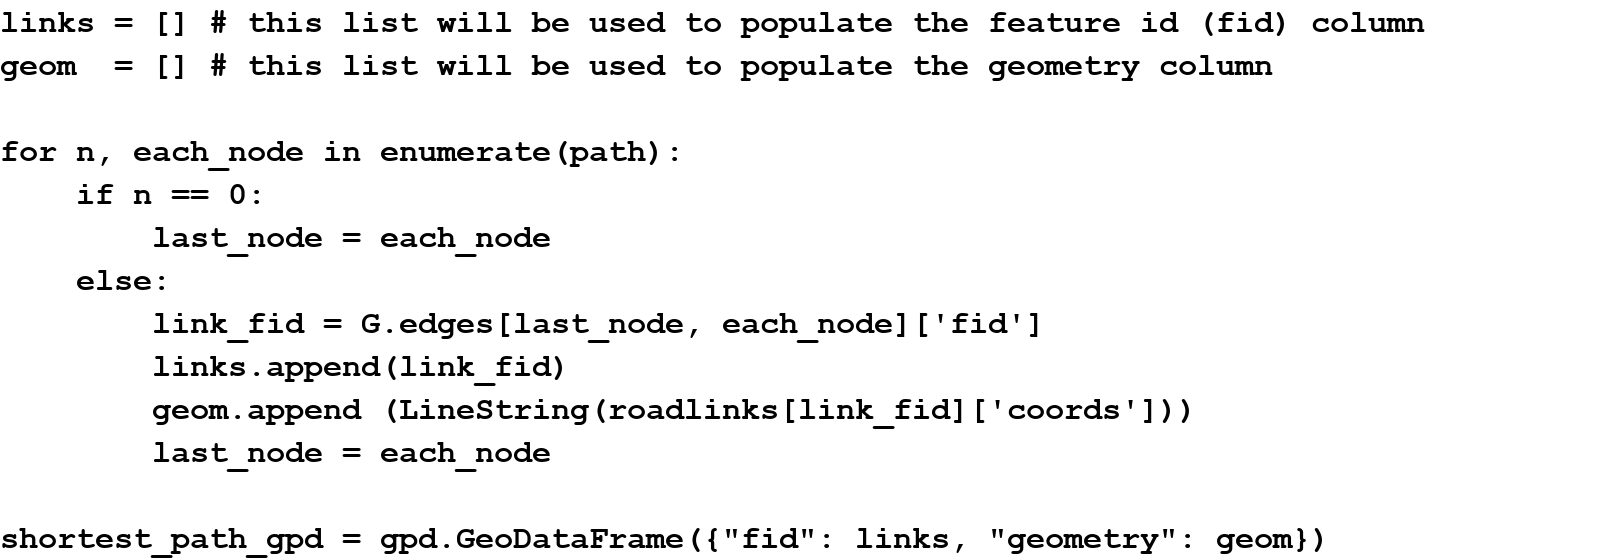 links = [] # this list will be used to populate the feature id (fid) column
geom  = [] # this list will be used to populate the geometry column

for n, each_node in enumerate(path):
    if n == 0:
        last_node = each_node
    else:
        link_fid = G.edges[last_node, each_node]['fid']
        links.append(link_fid)
        geom.append (LineString(roadlinks[link_fid]['coords']))
        last_node = each_node

shortest_path_gpd = gpd.GeoDataFrame({"fid": links, "geometry": geom})